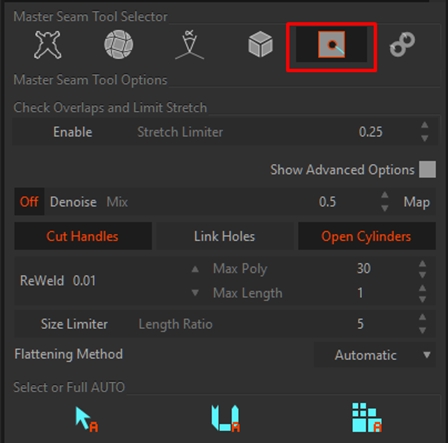 Master Seam Tool Selector
Master Seam Tool Options
Check Overlaps and Limit Stretch
Enable Stretch Limiter 0.25
Show Advanced Options
Off Denoise Mix 0.5 Map
Cut Handles Link Holes Open Cylinders
ReWeld 0.01 Max Poly 30
Max Length 1
Size Limiter Length Ratio 5
Flattening Method Automatic
Select or Full AUTO
A A A